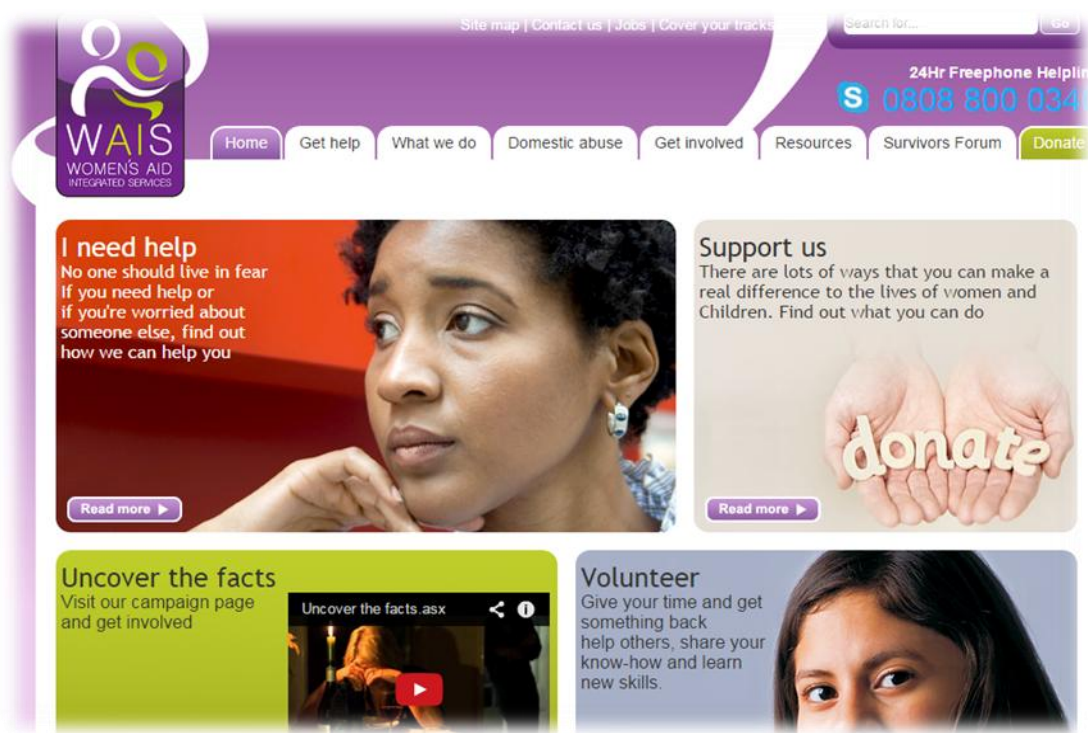 Site map | Contact us | Jobs | Cover your tracks
Search for...
Go
24Hr Freephone Helplin
0808 800 034
WAIS
WOMEN'S AID
INTEGRATED SERVICES
Home
Get help
What we do
Domestic abuse
Get involved
Resources
Survivors Forum
Donate
I need help
No one should live in fear
If you need help or
if you're worried about
someone else, find out
how we can help you
Read more
Support us
There are lots of ways that you can make a
real difference to the lives of women and
Children. Find out what you can do
donate
Read more
Uncover the facts
Visit our campaign page
and get involved
Uncover the facts.asx
Volunteer
Give your time and get
something back
help others, share your
know-how and learn
new skills.